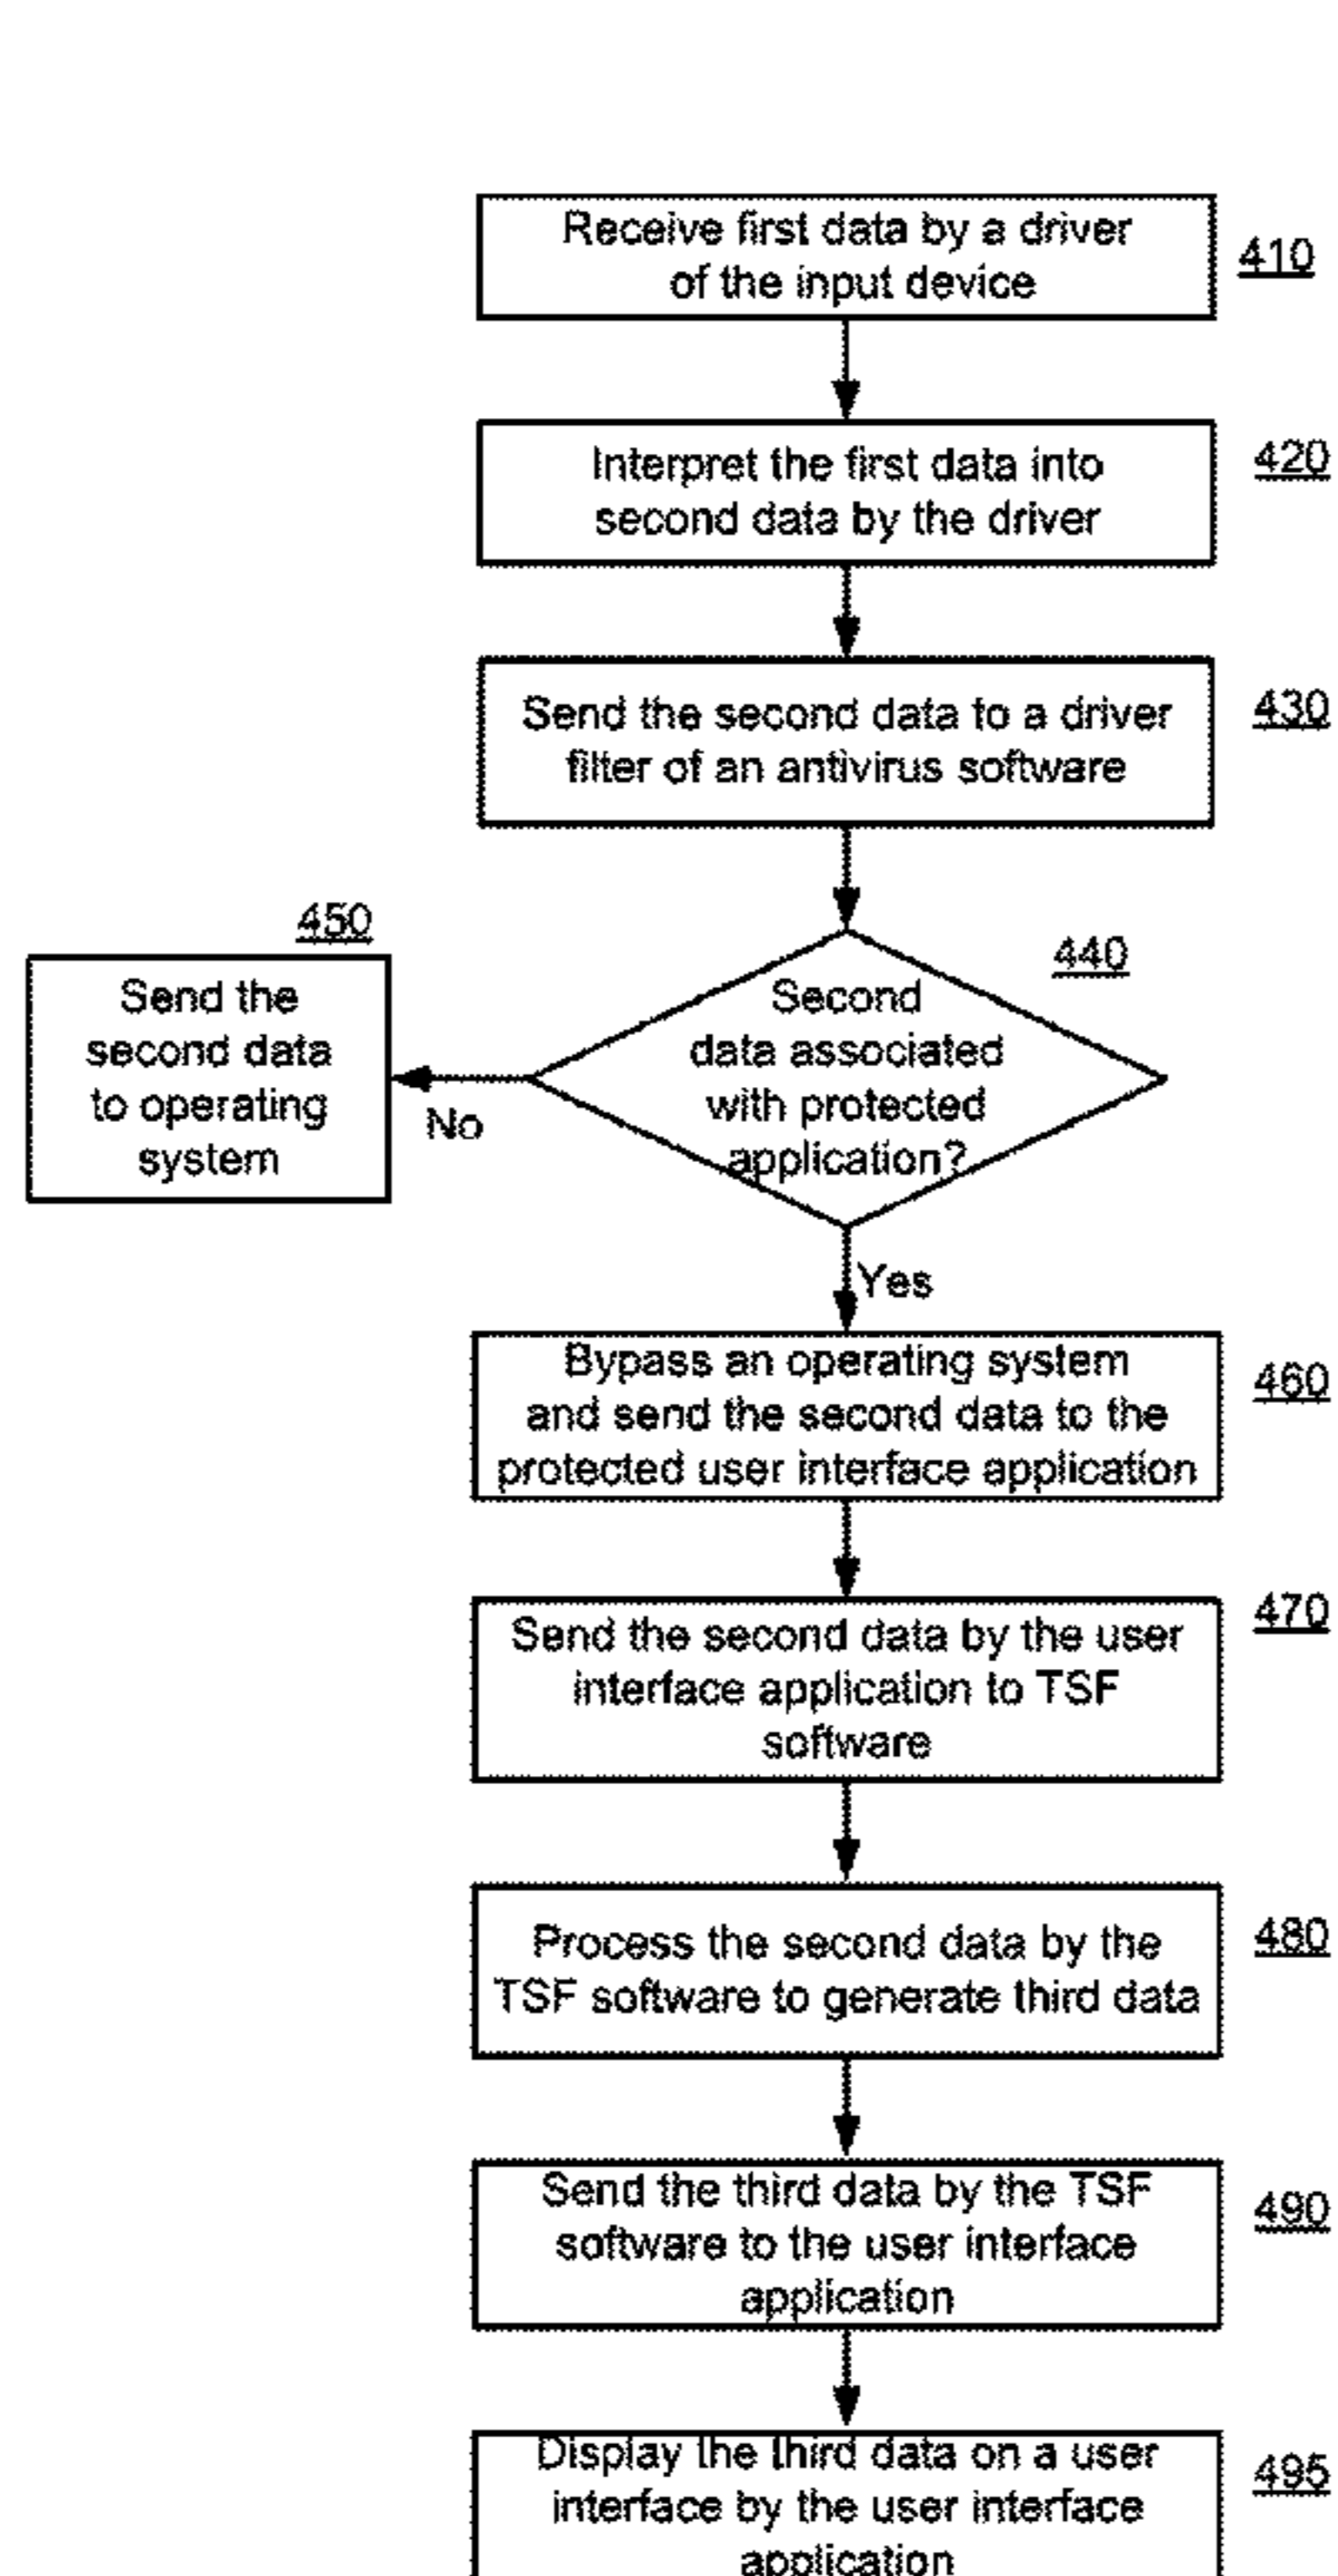 Receive first data by a driver
of the input device
410
Interpret the first data into
second data by the driver
420
Send the second data to a driver
filter of an antivirus software
430
440
Second
data associated
with protected
application?
450
Send the
second data
to operating
system
No
Yes
Bypass an operating system
and send the second data to the
protected user interface application
460
Send the second data by the user
interface application to TSF
software
470
Process the second data by the
TSF software to generate third data
480
Send the third data by the TSF
software to the user interface
application
490
Display the third data on a user
interface by the user interface
application
495